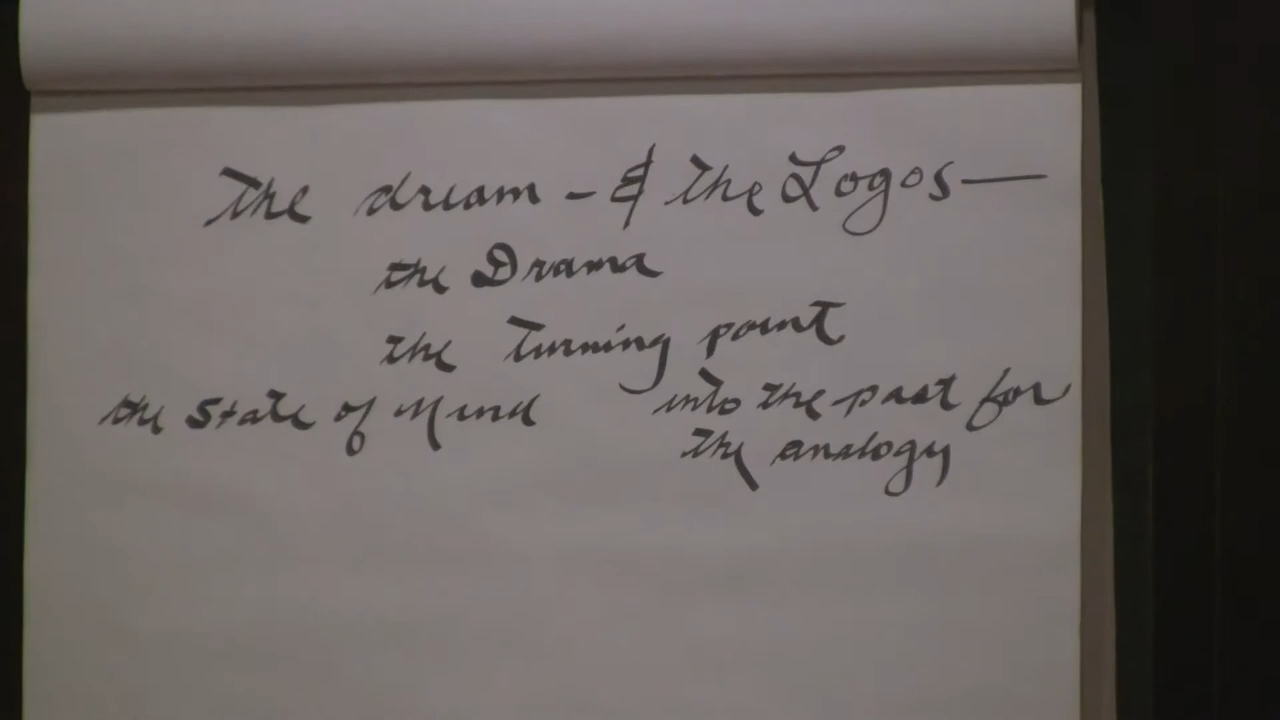 The dream - & the Logos —
the Drama
the Turning point
the State of Mind
into the past for
the analogy